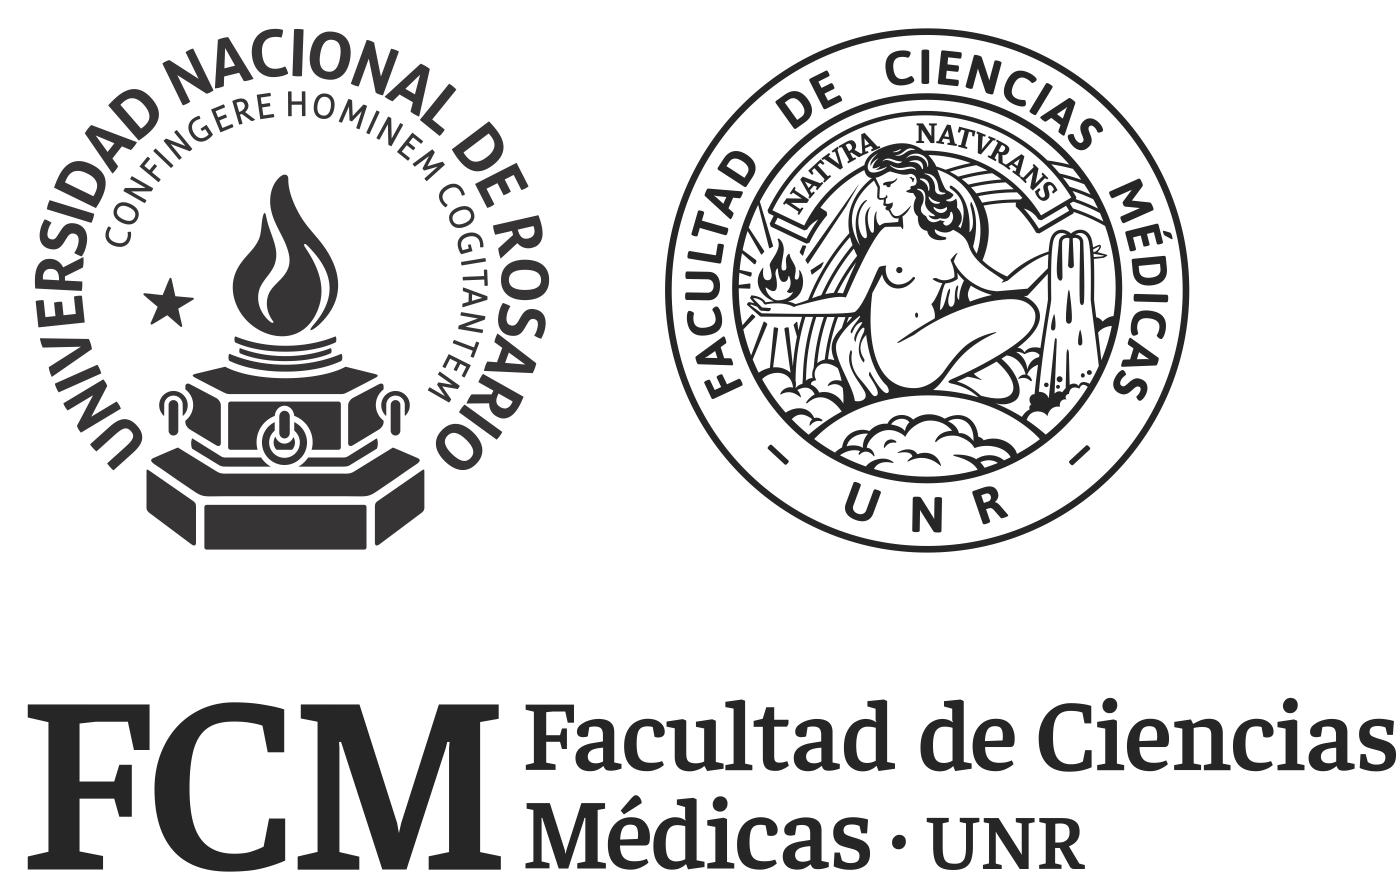 UNIVERSIDAD NACIONAL DE ROSARIO
CONFINGERE HOMINEM COGITANTEM
FACULTAD DE CIENCIAS MÉDICAS
NATVRA NATVRANS
- UNR -
FCM
Facultad de Ciencias
Médicas · UNR